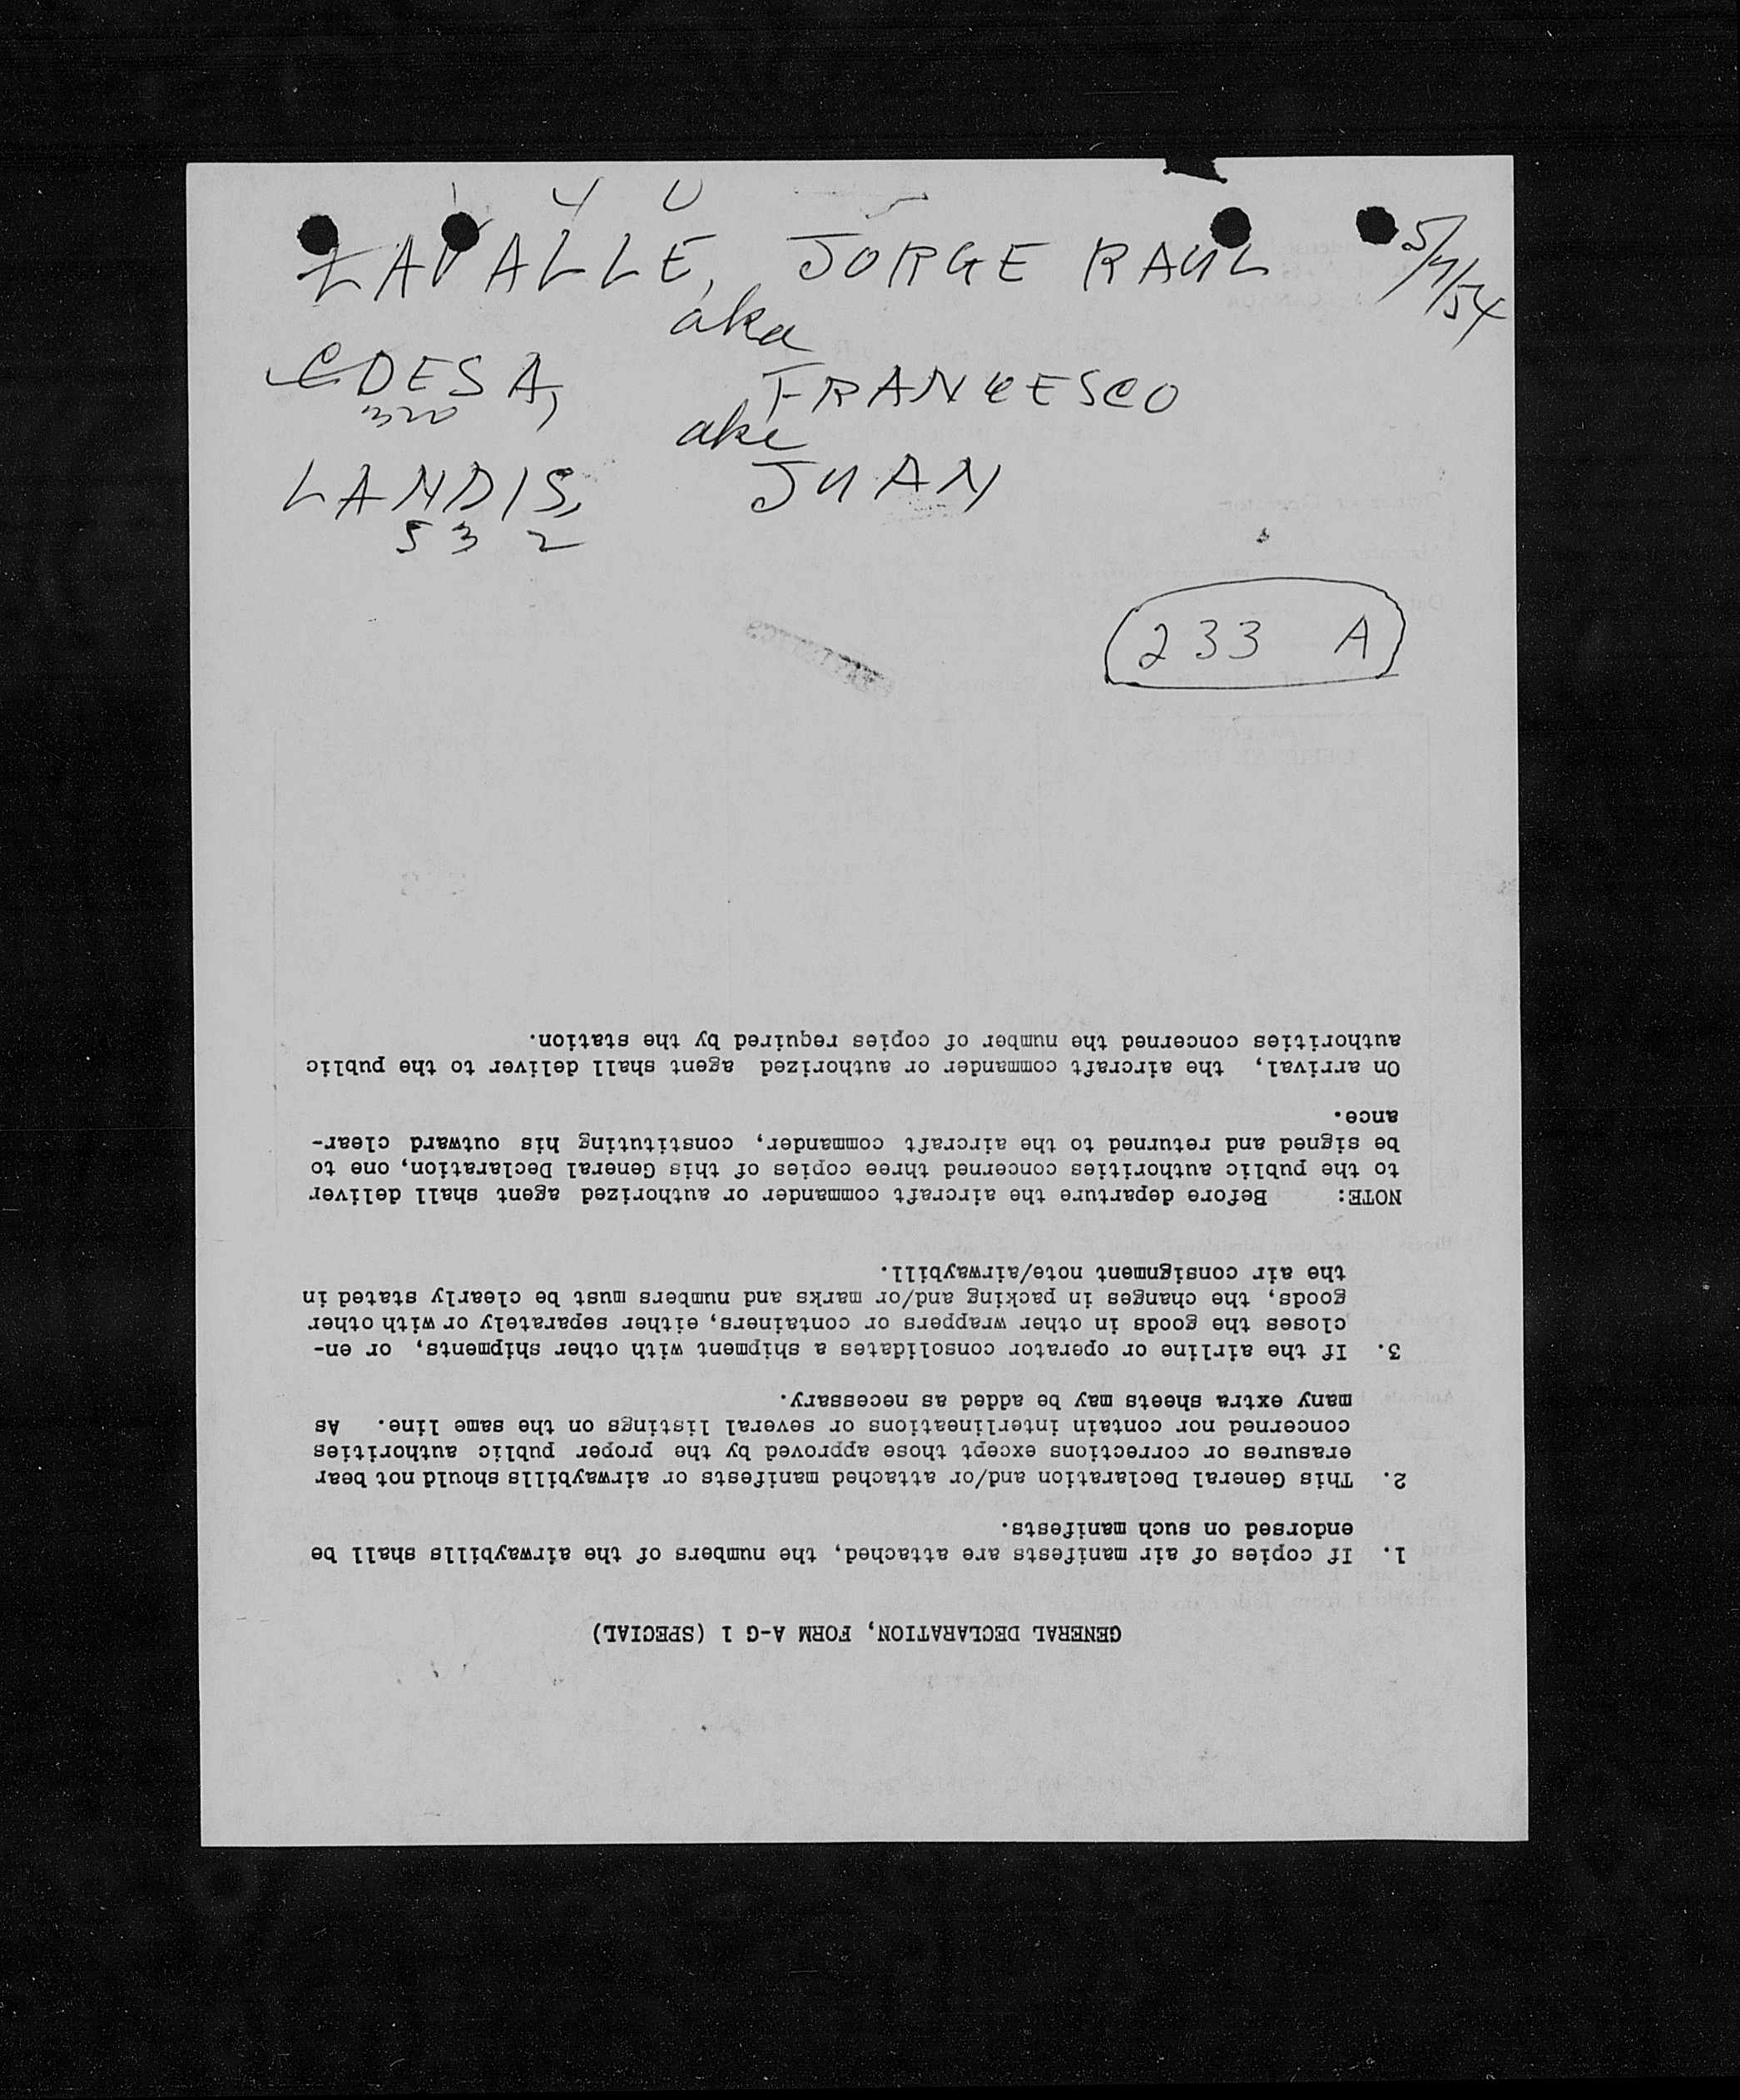 LAVALLE, JORGE RAUL 5/7/54
aka
CDESA, FRANCESCO
320
aka
LANDIS, JUAN
532
233 A
GENERAL DECLARATION, FORM A-G 1 (SPECIAL)
1. If copies of air manifests are attached, the numbers of the airwaybills shall be
endorsed on such manifests.
2. This General Declaration and/or attached manifests or airwaybills should not bear
erasures or corrections except those approved by the proper public authorities
concerned nor contain interlineations or several listings on the same line. As
many extra sheets may be added as necessary.
3. If the airline or operator consolidates a shipment with other shipments, or en-
closes the goods in other wrappers or containers, either separately or with other
goods, the changes in packing and/or marks and numbers must be clearly stated in
the air consignment note/airwaybill.
NOTE: Before departure the aircraft commander or authorized agent shall deliver
to the public authorities concerned three copies of this General Declaration, one to
be signed and returned to the aircraft commander, constituting his outward clear-
ance.
On arrival, the aircraft commander or authorized agent shall deliver to the public
authorities concerned the number of copies required by the station.